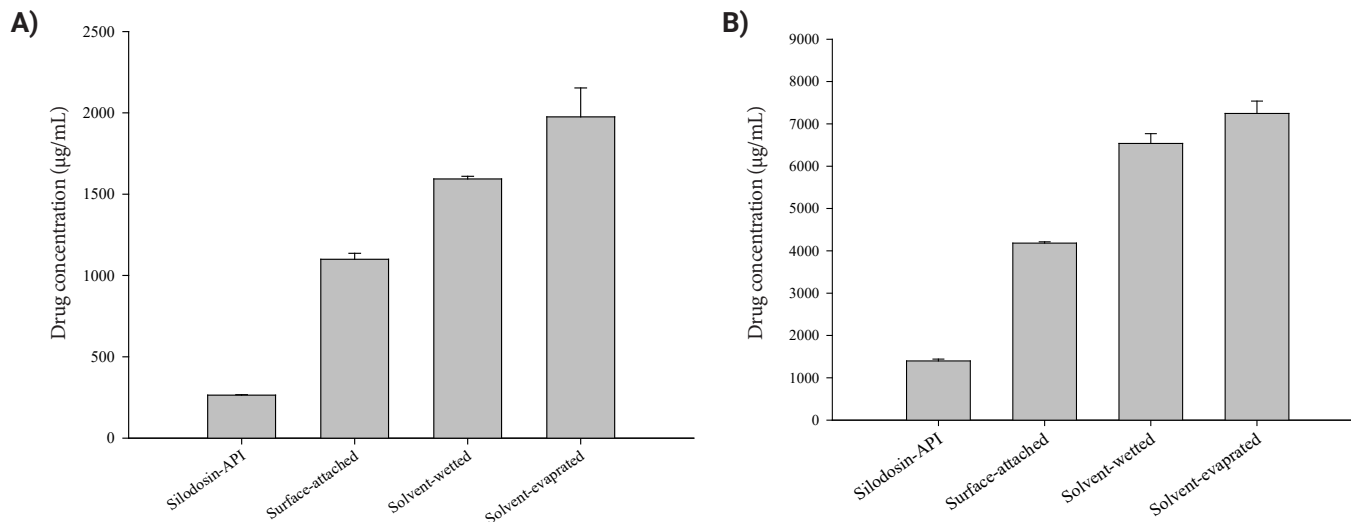 A)
Drug concentration (µg/mL)
2500
2000
1500
1000
500
0
Silodosin-API
Surface-attached
Solvent-wetted
Solvent-evaprated
B)
Drug concentration (µg/mL)
9000
8000
7000
6000
5000
4000
3000
2000
1000
0
Silodosin-API
Surface-attached
Solvent-wetted
Solvent-evaprated